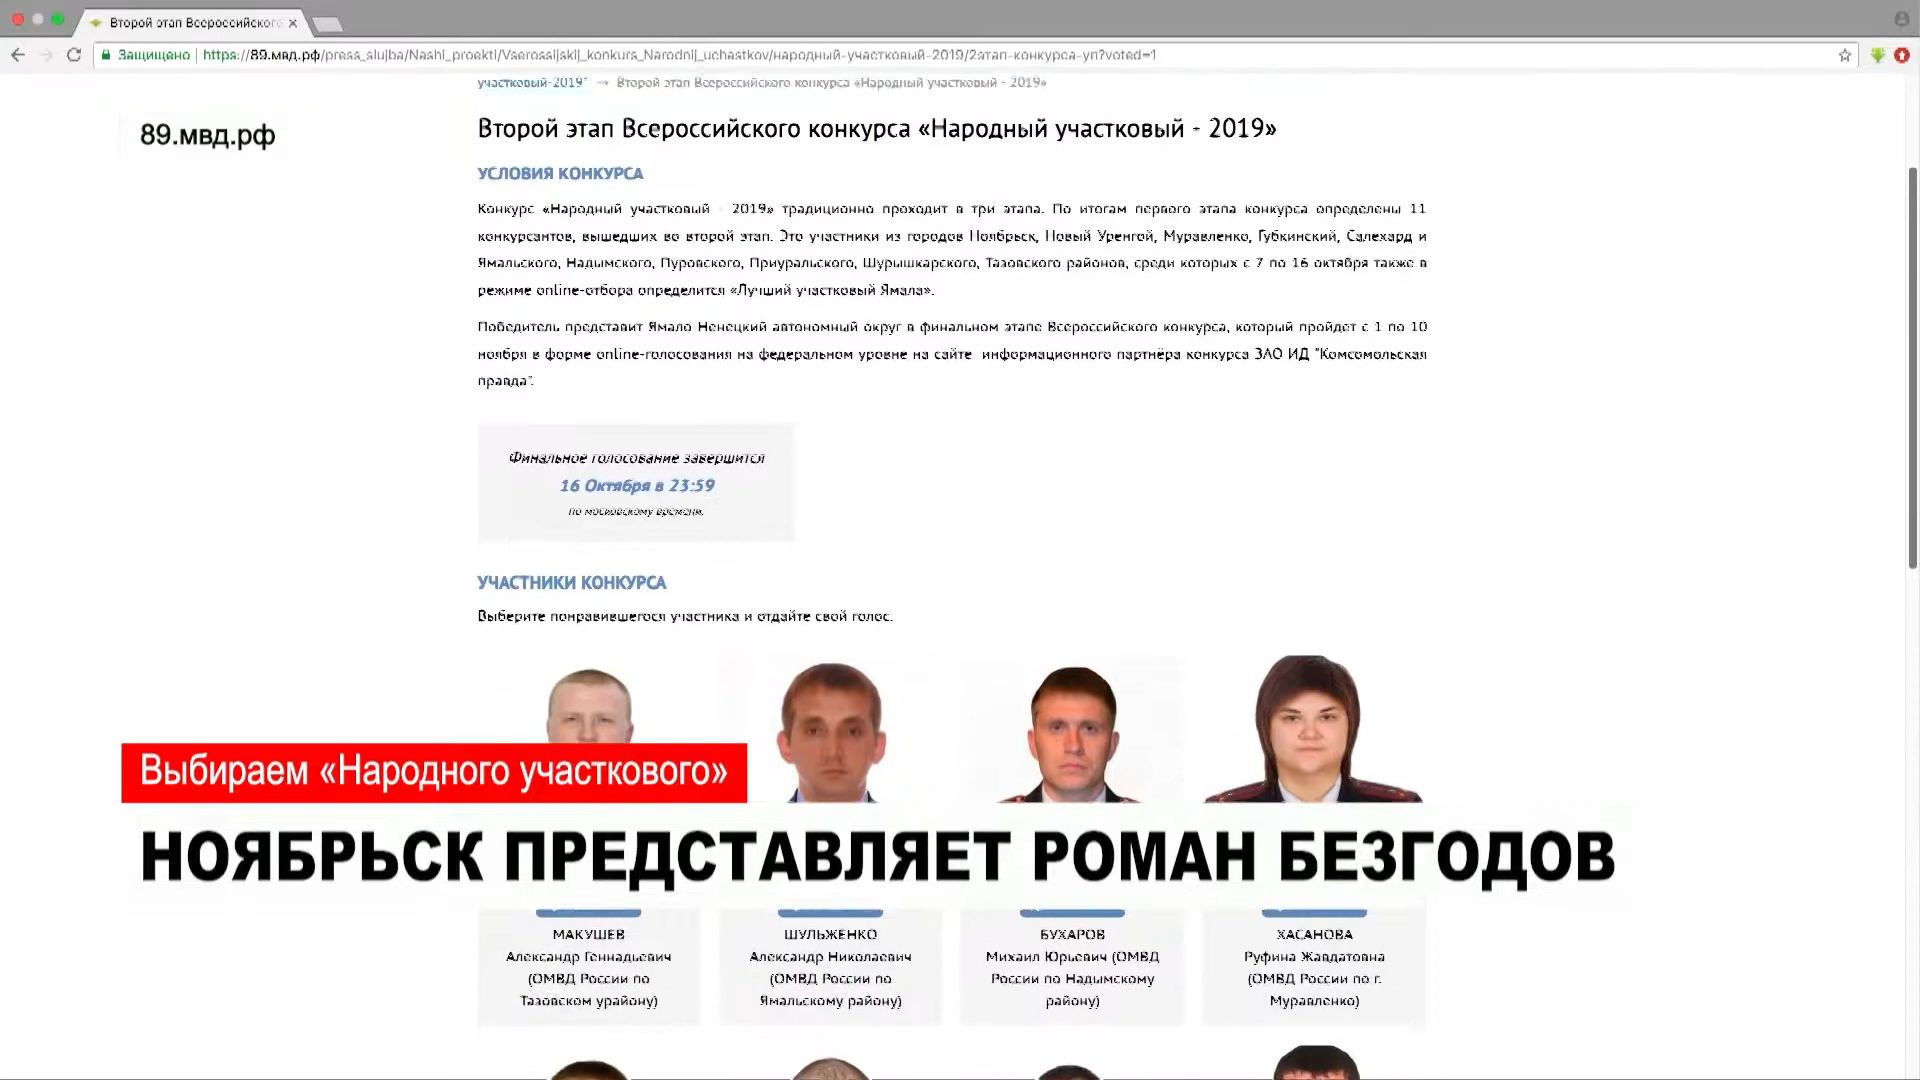 Второй этап Всероссийского
Защищено | https://89.мвд.рф/press_slujba/Nashi_proekti/Vserossijskij_konkurs_Narodnij_uchastkov/народный-участковый-2019/2этап-конкурса-уп?voted=1
участковый-2019" → Второй этап Всероссийского конкурса «Народный участковый - 2019»
89.мвд.рф
Второй этап Всероссийского конкурса «Народный участковый - 2019»
УСЛОВИЯ КОНКУРСА
Конкурс «Народный участковый - 2019» традиционно проходит в три этапа. По итогам первого этапа конкурса определены 11
конкурсантов, вышедших во второй этап. Это участники из городов Ноябрьск, Новый Уренгой, Муравленко, Губкинский, Салехард и
Ямальского, Надымского, Пуровского, Приуральского, Шурышкарского, Тазовского районов, среди которых с 7 по 16 октября также в
режиме online-отбора определится «Лучший участковый Ямала».
Победитель представит Ямало Ненецкий автономный округ в финальном этапе Всероссийского конкурса, который пройдет с 1 по 10
ноября в форме online-голосования на федеральном уровне на сайте информационного партнёра конкурса ЗАО ИД "Комсомольская
правда".
Финальное голосование завершится
16 Октября в 23:59
по московскому времени.
УЧАСТНИКИ КОНКУРСА
Выберите понравившегося участника и отдайте свой голос.
Выбираем «Народного участкового»
НОЯБРЬСК ПРЕДСТАВЛЯЕТ РОМАН БЕЗГОДОВ
МАКУШЕВ
Александр Геннадьевич
(ОМВД России по
Тазовском урайону)
ШУЛЬЖЕНКО
Александр Николаевич
(ОМВД России по
Ямальскому району)
БУХАРОВ
Михаил Юрьевич (ОМВД
России по Надымскому
району)
ХАСАНОВА
Руфина Жавдатовна
(ОМВД России по г.
Муравленко)